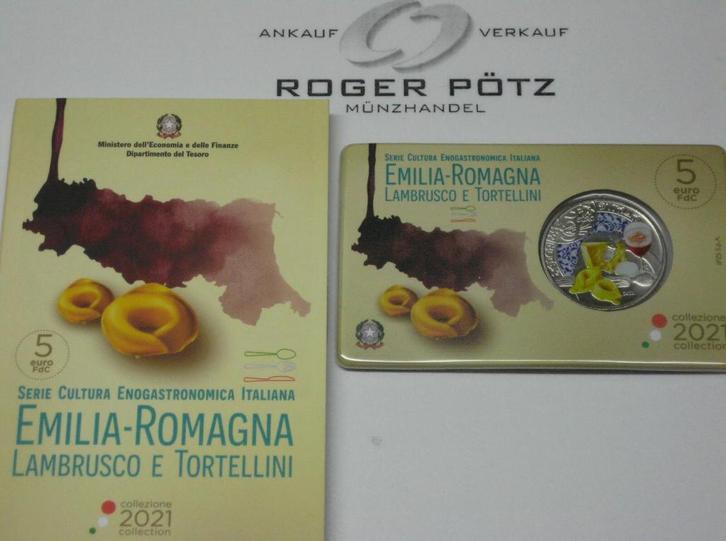 ANKAUF VERKAUF
ROGER PÖTZ
MÜNZHANDEL
Ministero dell'Economia e delle Finanze
Dipartimento del Tesoro
5
euro
FdC
SERIE CULTURA ENOGASTRONOMICA ITALIANA
EMILIA-ROMAGNA
LAMBRUSCO E TORTELLINI
collezione
2021
collection
SERIE CULTURA ENOGASTRONOMICA ITALIANA
EMILIA-ROMAGNA
LAMBRUSCO E TORTELLINI
5
euro
FdC
collezione
2021
collection